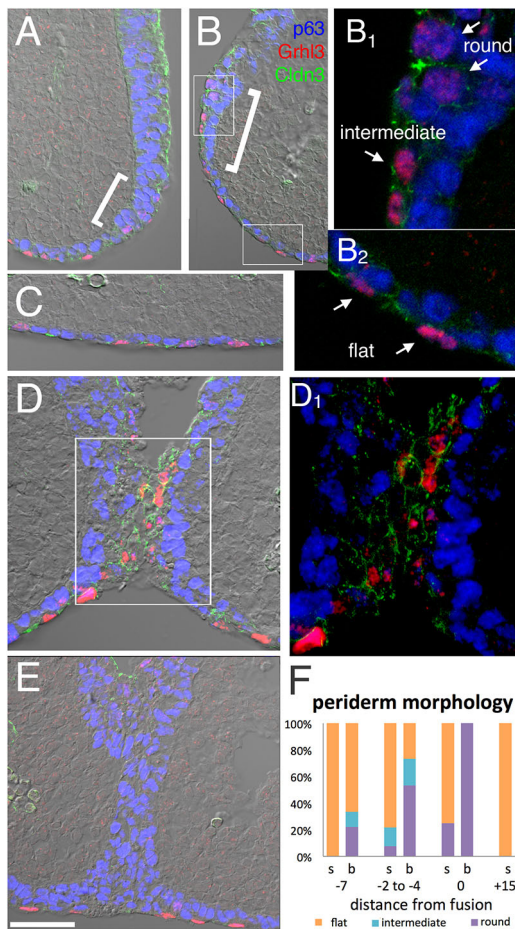 A
B
p63
Grhl3
Cldn3
B1
round
intermediate
B2
flat
C
D
D1
E
F
periderm morphology
100%
80%
60%
40%
20%
0%
s b s b s b s
-7 -2 to -4 0 +15
distance from fusion
flat intermediate round